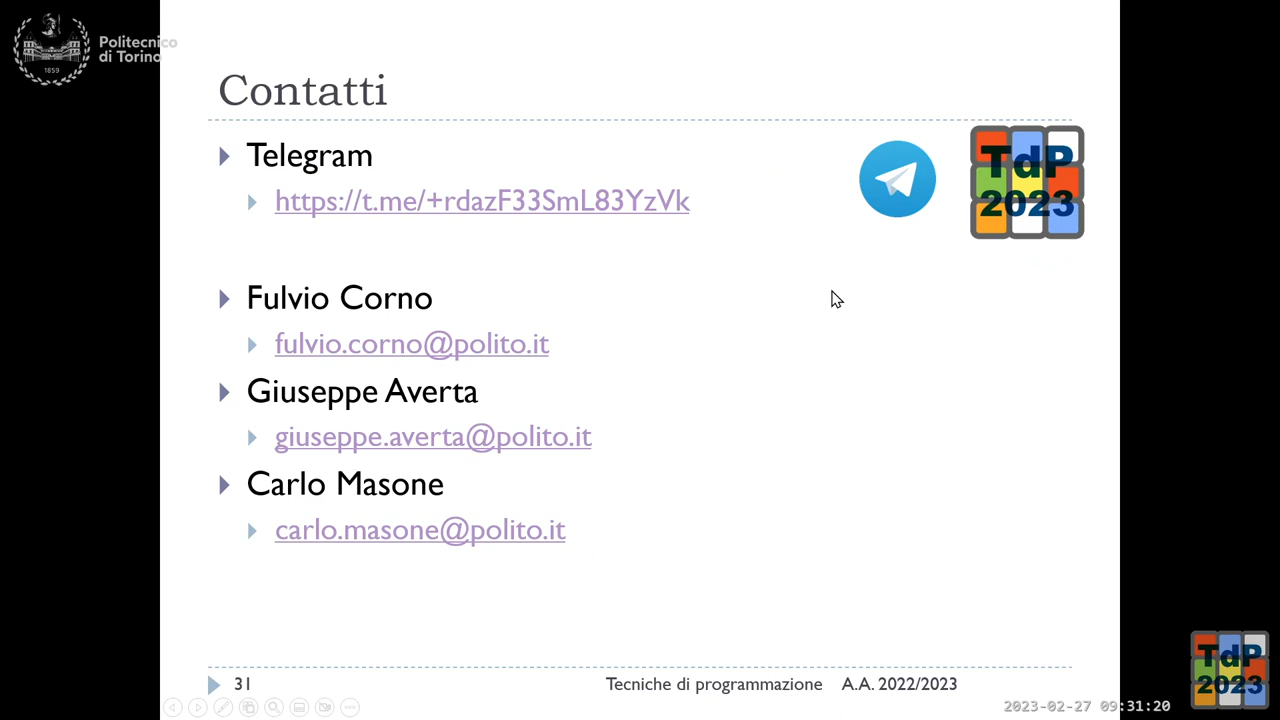 Politecnico
di Torino
1859
Contatti
Telegram
https://t.me/+rdazF33SmL83YzVk
TdP
2023
Fulvio Corno
fulvio.corno@polito.it
Giuseppe Averta
giuseppe.averta@polito.it
Carlo Masone
carlo.masone@polito.it
31
Tecniche di programmazione A.A. 2022/2023
TdP
2023
2023-02-27 09:31:20